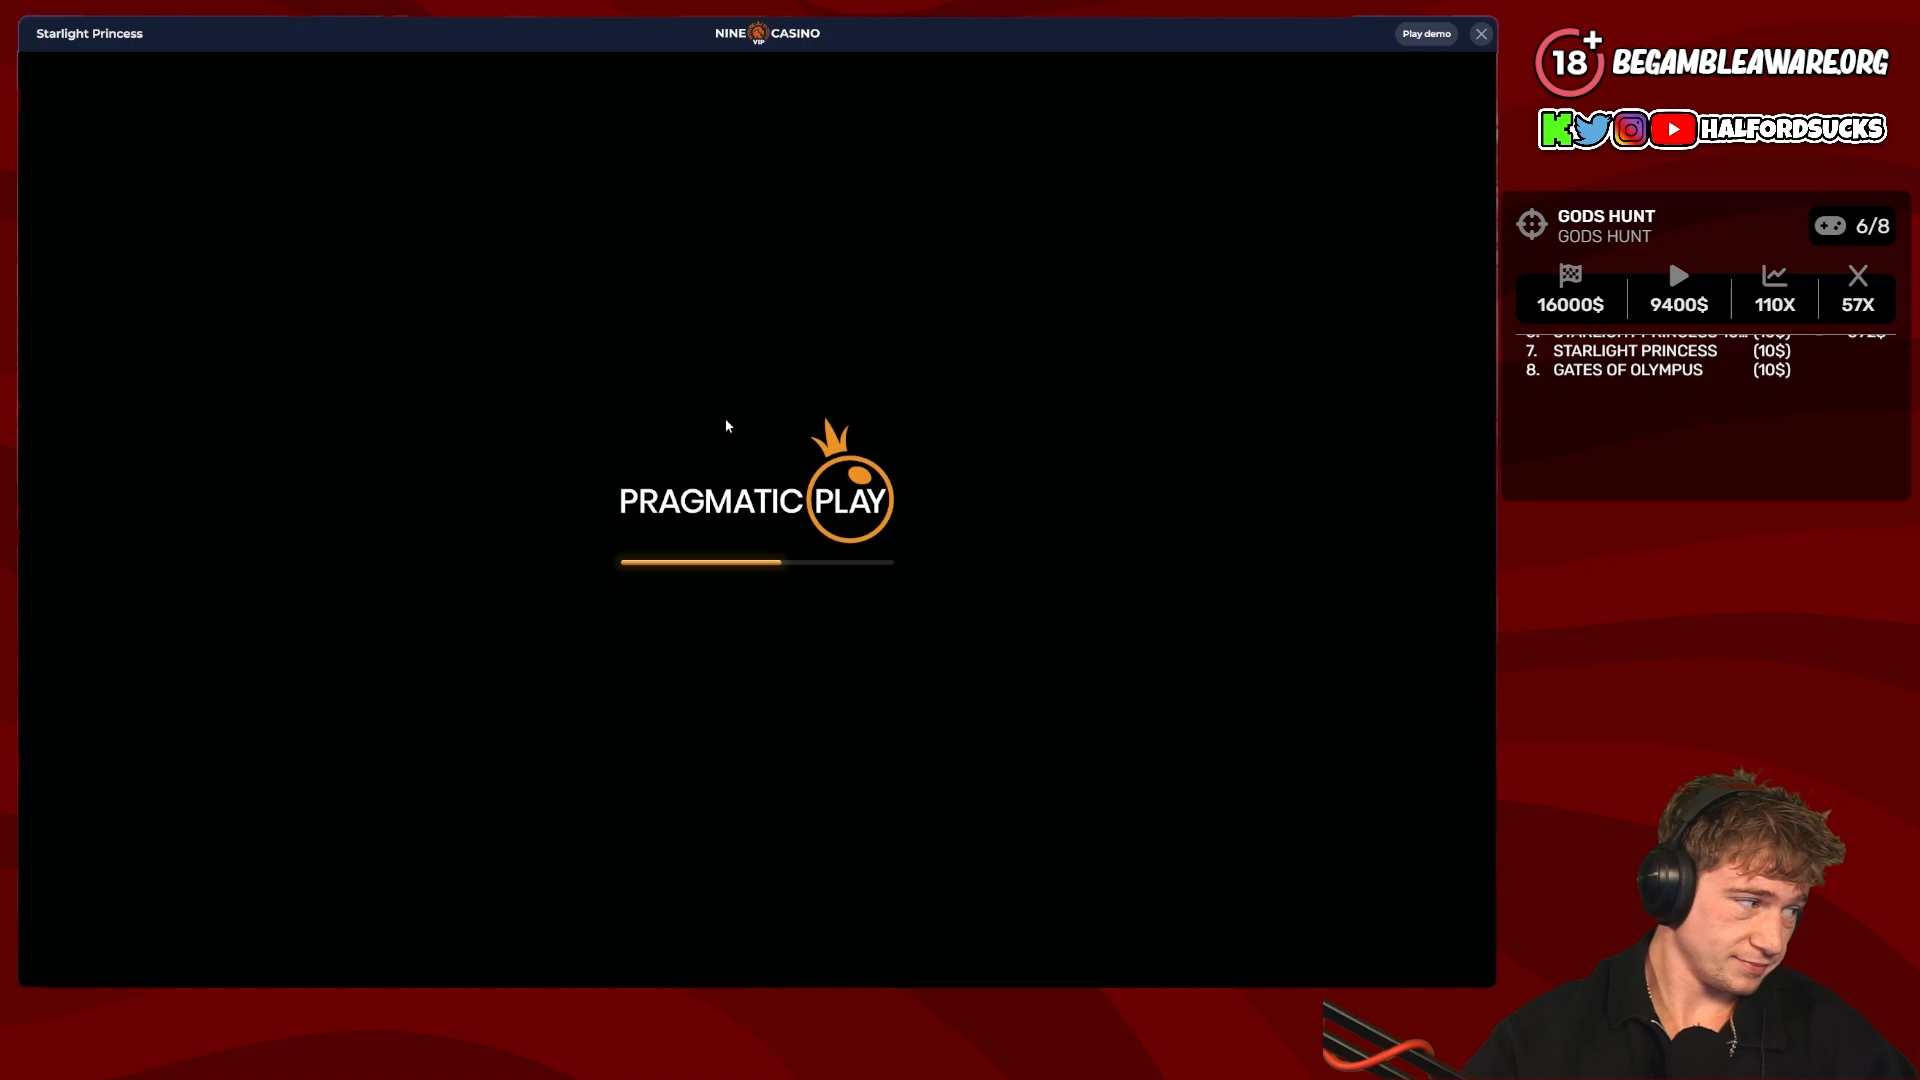 Starlight Princess
NINE CASINO
VIP
Play demo
18+
BEGAMBLEAWARE.ORG
HALFORDSUCKS
GODS HUNT
GODS HUNT
6/8
16000$
9400$
110X
57X
7. STARLIGHT PRINCESS (10$)
8. GATES OF OLYMPUS (10$)
PRAGMATIC PLAY